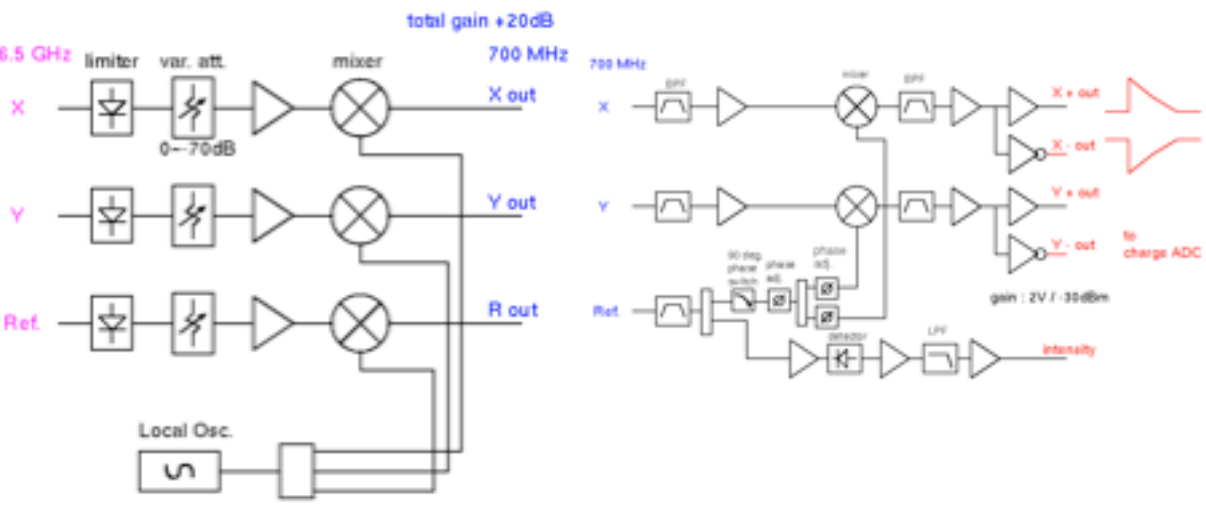 total gain +20dB
6.5 GHz
limiter
var. att.
mixer
700 MHz
X
X out
0~-70dB
Y
Y out
Ref.
R out
Local Osc.
700 MHz
BPF
mixer
BPF
X
X + out
X - out
Y
Y + out
Y - out
to
charge ADC
90 deg.
phase
switch
phase
adj.
phase
adj.
gain : 2V / -30dBm
Ref.
detector
LPF
intensity